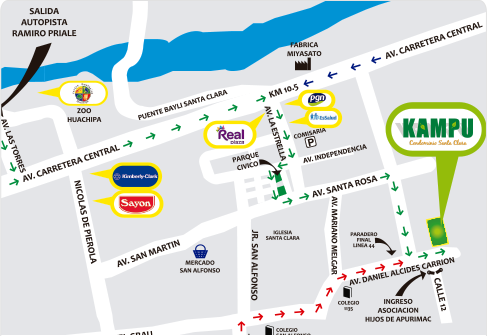 SALIDA
AUTOPISTA
RAMIRO PRIALE
FABRICA
MIYASATO
AV. CARRETERA CENTRAL
ZOO
HUACHIPA
PUENTE BAYLI SANTA CLARA
KM 10.5
pgn
EsSalud
KAMPU
Condominio Santa Clara
AV. LAS TORRES
Real
plaza
AV. LA ESTRELLA
COMISARIA
P
AV. CARRETERA CENTRAL
PARQUE
CIVICO
AV. INDEPENDENCIA
Kimberly-Clark
Sayon
AV. SANTA ROSA
NICOLAS DE PIEROLA
AV. SAN MARTIN
MERCADO
SAN ALFONSO
JR. SAN ALFONSO
IGLESIA
SANTA CLARA
AV. MARIANO MELGAR
PARADERO
FINAL
LINEA 44
AV. DANIEL ALCIDES CARRION
COLEGIO
1135
INGRESO
ASOCIACION
HIJOS DE APURIMAC
CALLE 12
COLEGIO